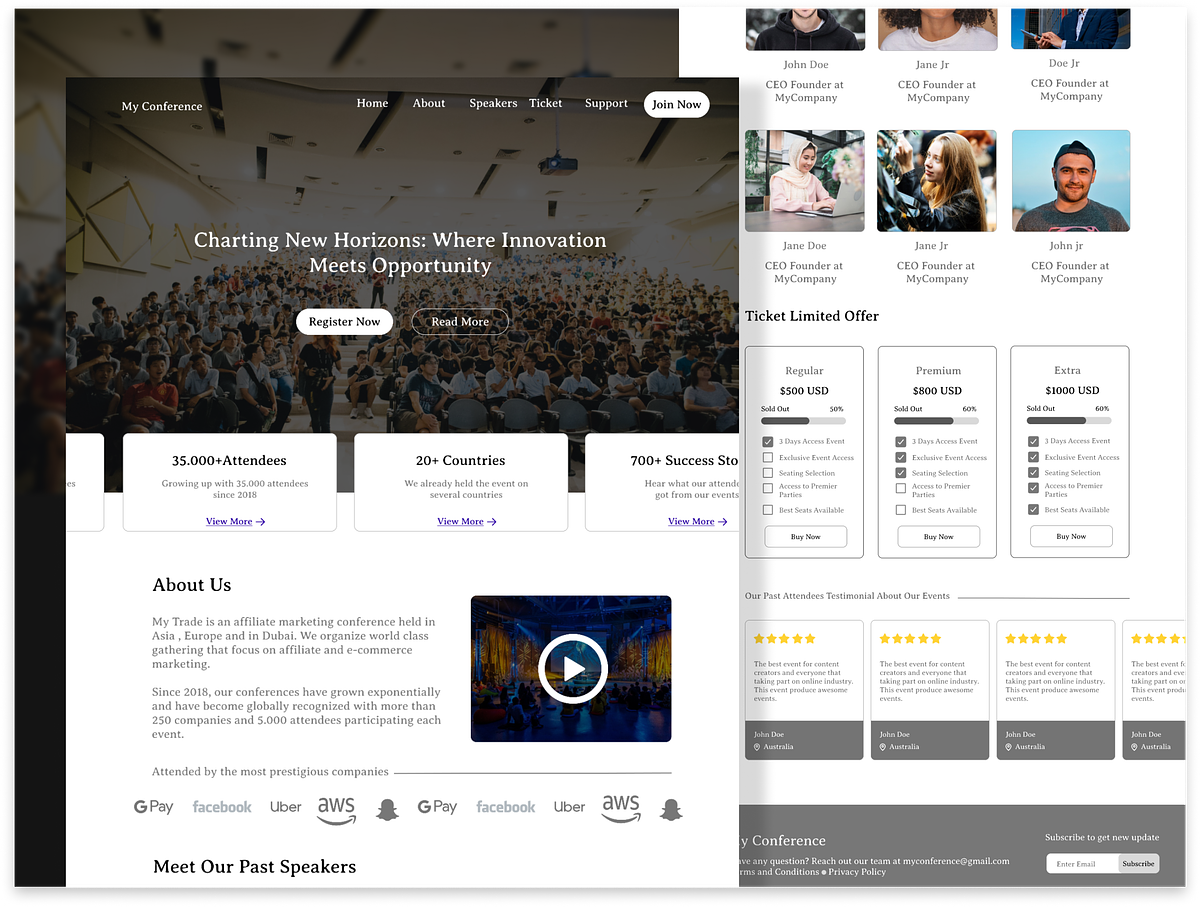 My Conference
Home
About
Speakers
Ticket
Support
Join Now
Charting New Horizons: Where Innovation
Meets Opportunity
Register Now
Read More
es
35.000+Attendees
Growing up with 35.000 attendees
since 2018
View More
20+ Countries
We already held the event on
several countries
View More
700+ Success Sto
Hear what our attende
got from our events
View More
About Us
My Trade is an affiliate marketing conference held in
Asia , Europe and in Dubai. We organize world class
gathering that focus on affiliate and e-commerce
marketing.
Since 2018, our conferences have grown exponentially
and have become globally recognized with more than
250 companies and 5.000 attendees participating each
event.
Attended by the most prestigious companies
G Pay
facebook
Uber
aws
G Pay
facebook
Uber
aws
Meet Our Past Speakers
John Doe
CEO Founder at
MyCompany
Jane Jr
CEO Founder at
MyCompany
Doe Jr
CEO Founder at
MyCompany
Jane Doe
CEO Founder at
MyCompany
Jane Jr
CEO Founder at
MyCompany
John jr
CEO Founder at
MyCompany
Ticket Limited Offer
Regular
$500 USD
Sold Out 50%
3 Days Access Event
Exclusive Event Access
Seating Selection
Access to Premier
Parties
Best Seats Available
Buy Now
Premium
$800 USD
Sold Out 60%
3 Days Access Event
Exclusive Event Access
Seating Selection
Access to Premier
Parties
Best Seats Available
Buy Now
Extra
$1000 USD
Sold Out 60%
3 Days Access Event
Exclusive Event Access
Seating Selection
Access to Premier
Parties
Best Seats Available
Buy Now
Our Past Attendees Testimonial About Our Events
The best event for content
creators and everyone that
taking part on online industry.
This event produce awesome
events.
John Doe
Australia
The best event for content
creators and everyone that
taking part on online industry.
This event produce awesome
events.
John Doe
Australia
The best event for content
creators and everyone that
taking part on online industry.
This event produce awesome
events.
John Doe
Australia
The best event fo
creators and ever
taking part on onl
This event produc
events.
John Doe
Australia
y Conference
ave any question? Reach out our team at myconference@gmail.com
rms and Conditions ● Privacy Policy
Subscribe to get new update
Enter Email
Subscribe